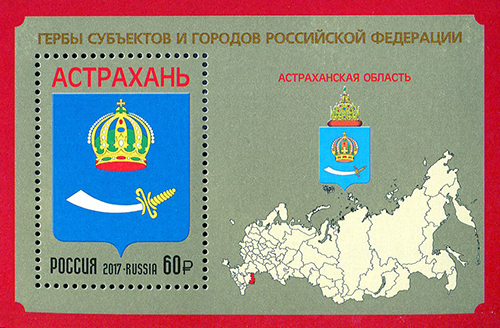 ГЕРБЫ СУБЪЕКТОВ И ГОРОДОВ РОССИЙСКОЙ ФЕДЕРАЦИИ
АСТРАХАНЬ
РОССИЯ 2017·RUSSIA 60₽
АСТРАХАНСКАЯ ОБЛАСТЬ